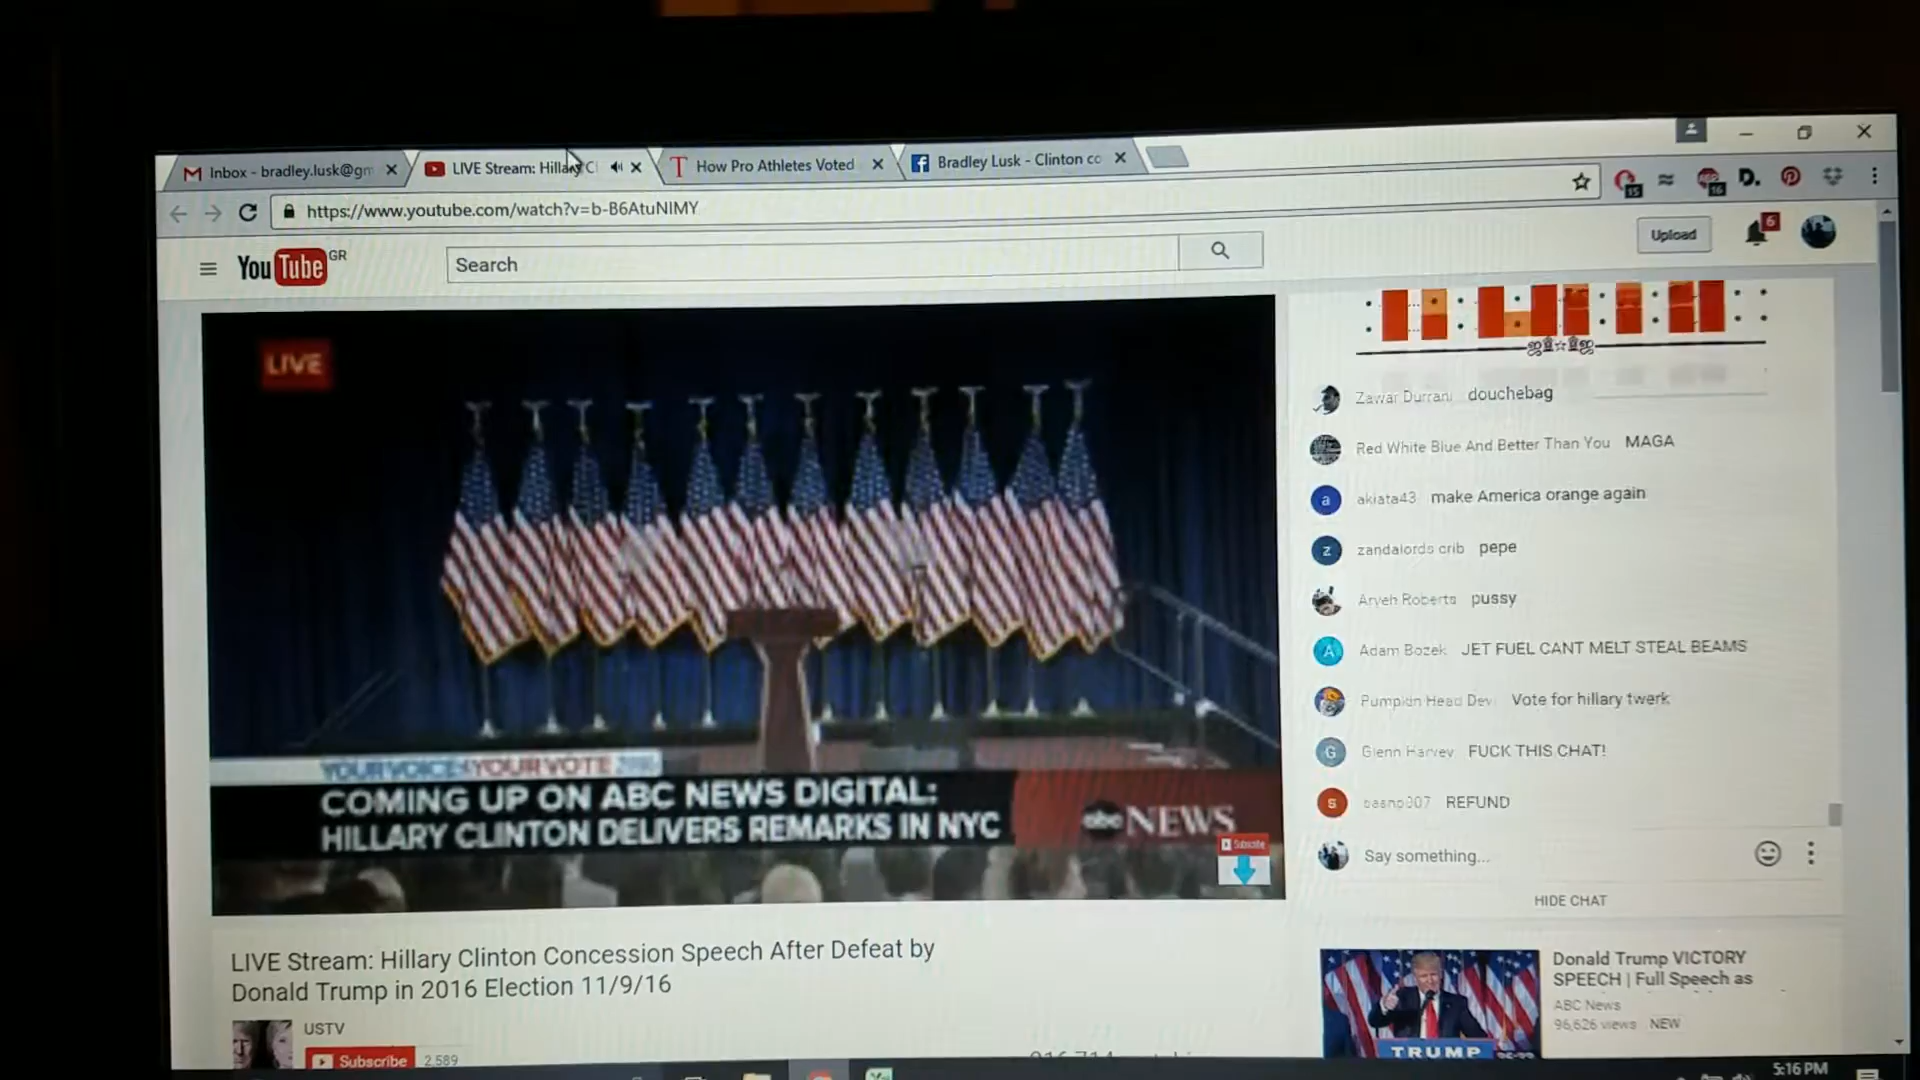 Inbox - bradley.lusk@gm
LIVE Stream: Hillary C
How Pro Athletes Voted
Bradley Lusk - Clinton co
https://www.youtube.com/watch?v=b-B6AtuNIMY
15
16
D.
YouTube GR
Search
Upload
6
LIVE
Zawar Durrani douchebag
Red White Blue And Better Than You MAGA
akiata43 make America orange again
zandalords crib pepe
Aryeh Roberts pussy
Adam Bozek JET FUEL CANT MELT STEAL BEAMS
Pumpkin Head Dev Vote for hillary twerk
Glenn Harvey FUCK THIS CHAT!
REFUND
Say something...
HIDE CHAT
YOUR VOICE YOUR VOTE 2016
COMING UP ON ABC NEWS DIGITAL:
HILLARY CLINTON DELIVERS REMARKS IN NYC
abc NEWS
Subscribe
LIVE Stream: Hillary Clinton Concession Speech After Defeat by
Donald Trump in 2016 Election 11/9/16
USTV
Subscribe 2,589
Donald Trump VICTORY
SPEECH | Full Speech as
ABC News
96,626 views NEW
TRUMP
5:16 PM